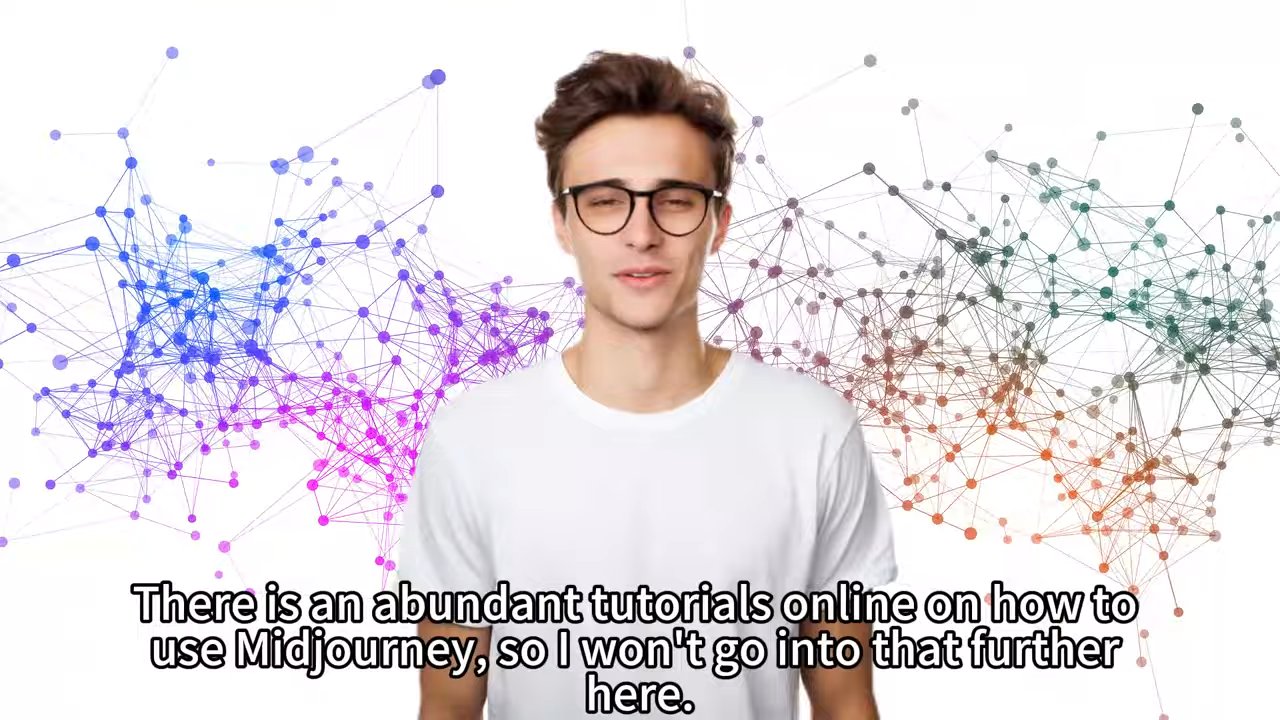 There is an abundant tutorials online on how to
use Midjourney, so I won't go into that further
here.